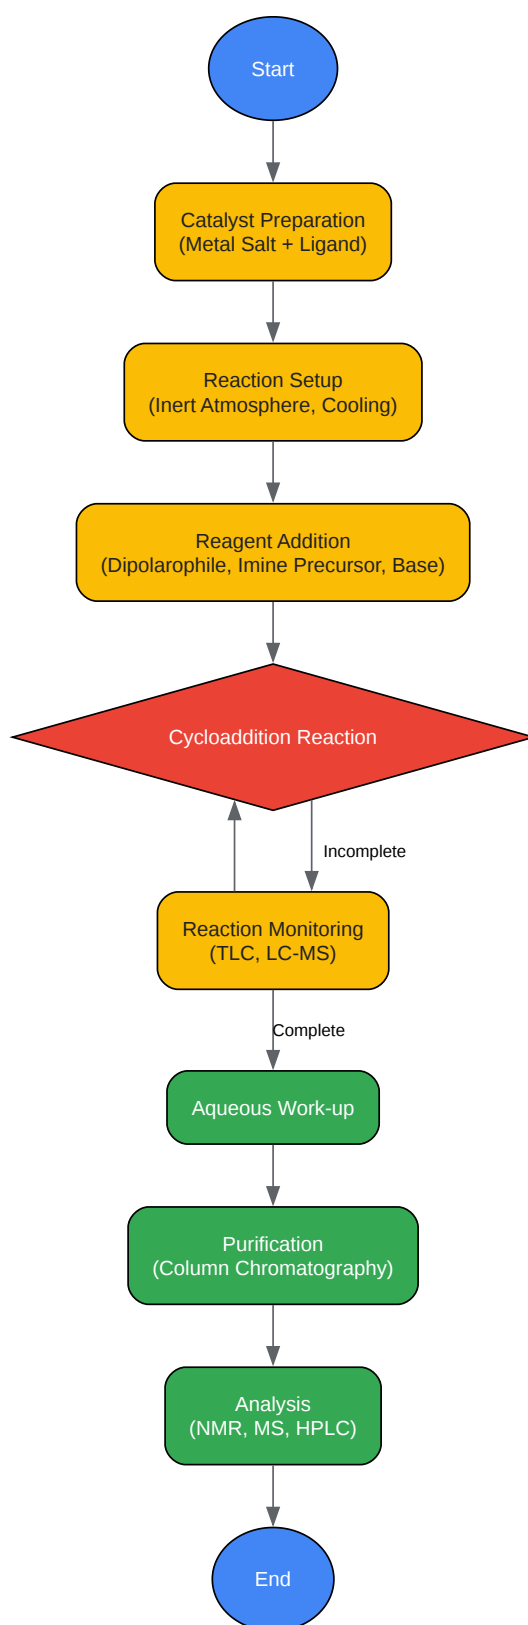 Start
Catalyst Preparation
(Metal Salt + Ligand)
Reaction Setup
(Inert Atmosphere, Cooling)
Reagent Addition
(Dipolarophile, Imine Precursor, Base)
Cycloaddition Reaction
Incomplete
Reaction Monitoring
(TLC, LC-MS)
Complete
Aqueous Work-up
Purification
(Column Chromatography)
Analysis
(NMR, MS, HPLC)
End